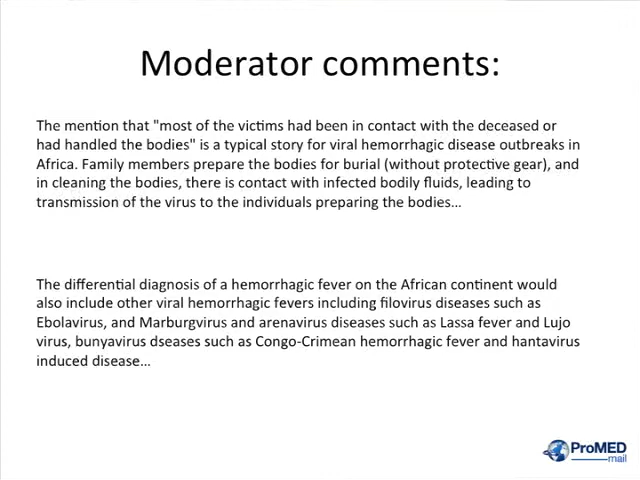 Moderator comments:
The mention that "most of the victims had been in contact with the deceased or
had handled the bodies" is a typical story for viral hemorrhagic disease outbreaks in
Africa. Family members prepare the bodies for burial (without protective gear), and
in cleaning the bodies, there is contact with infected bodily fluids, leading to
transmission of the virus to the individuals preparing the bodies…
The differential diagnosis of a hemorrhagic fever on the African continent would
also include other viral hemorrhagic fevers including filovirus diseases such as
Ebolavirus, and Marburgvirus and arenavirus diseases such as Lassa fever and Lujo
virus, bunyavirus dseases such as Congo-Crimean hemorrhagic fever and hantavirus
induced disease…
ProMED
mail